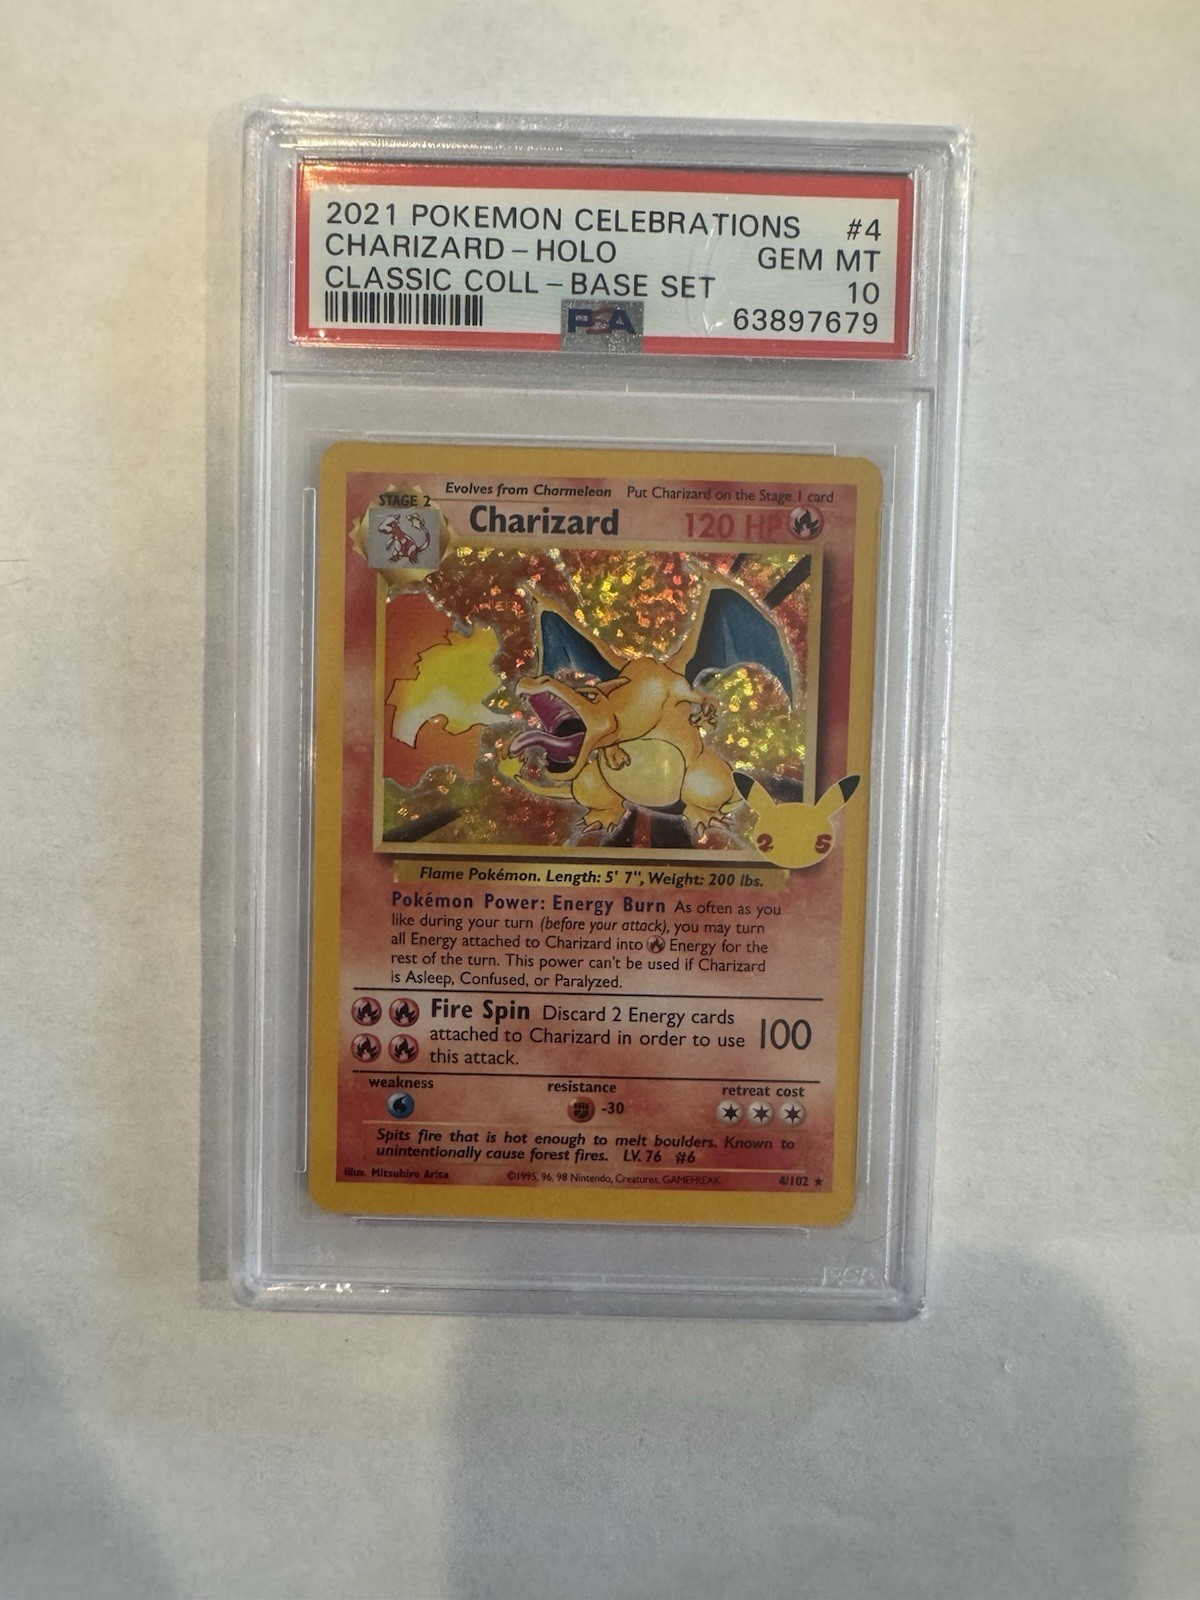 2021 POKEMON CELEBRATIONS #4
CHARIZARD - HOLO GEM MT
CLASSIC COLL - BASE SET 10
PSA 63897679
Evolves from Charmeleon Put Charizard on the Stage 1 card
STAGE 2
Charizard 120 HP
2 5
Flame Pokémon. Length: 5' 7", Weight: 200 lbs.
Pokémon Power: Energy Burn As often as you
like during your turn (before your attack), you may turn
all Energy attached to Charizard into Energy for the
rest of the turn. This power can't be used if Charizard
is Asleep, Confused, or Paralyzed.
Fire Spin Discard 2 Energy cards
attached to Charizard in order to use 100
this attack.
weakness resistance retreat cost
-30
Spits fire that is hot enough to melt boulders. Known to
unintentionally cause forest fires. LV. 76 #6
Illus. Mitsuhiro Arita ©1995, 96, 98 Nintendo, Creatures, GAMEFREAK. 4/102 ★
PSA